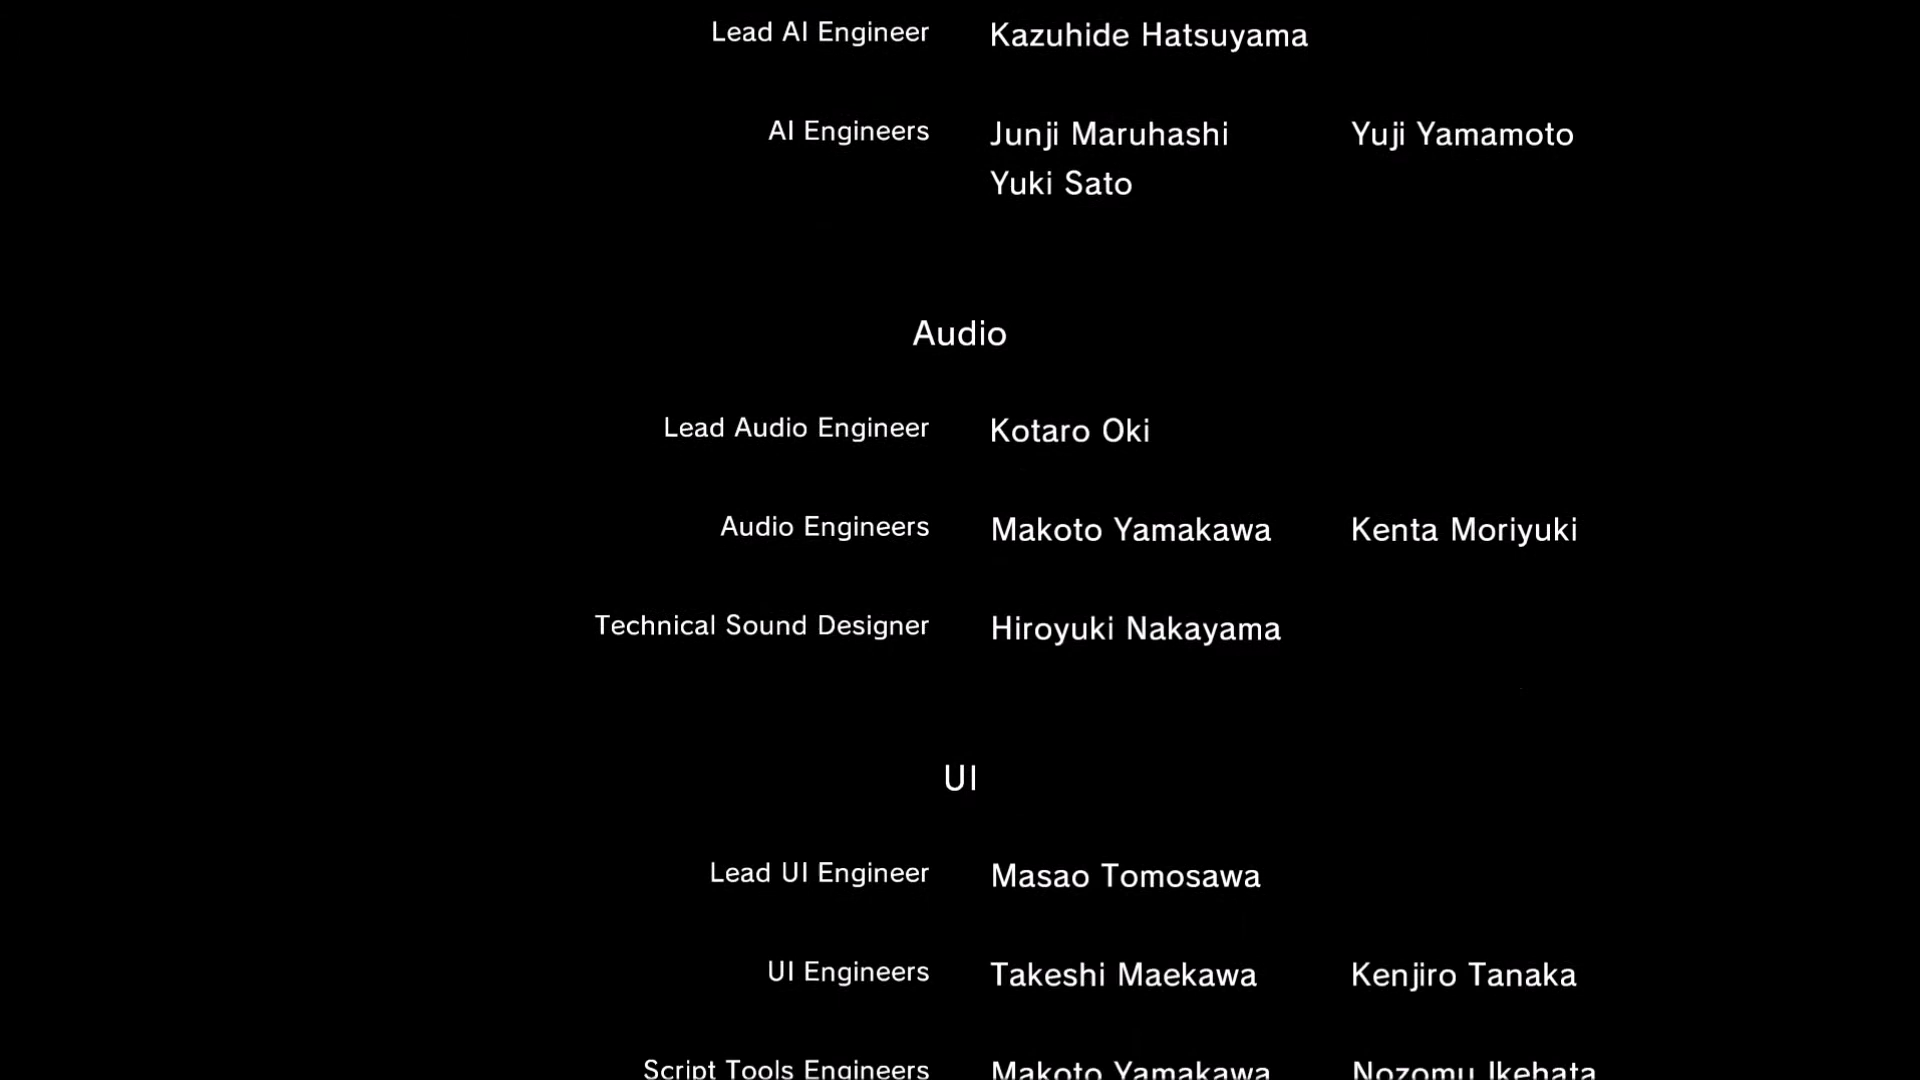 Lead AI Engineer Kazuhide Hatsuyama
AI Engineers Junji Maruhashi Yuji Yamamoto
Yuki Sato
Audio
Lead Audio Engineer Kotaro Oki
Audio Engineers Makoto Yamakawa Kenta Moriyuki
Technical Sound Designer Hiroyuki Nakayama
UI
Lead UI Engineer Masao Tomosawa
UI Engineers Takeshi Maekawa Kenjiro Tanaka
Script Tools Engineers Makoto Yamakawa Nozomu Ikehata